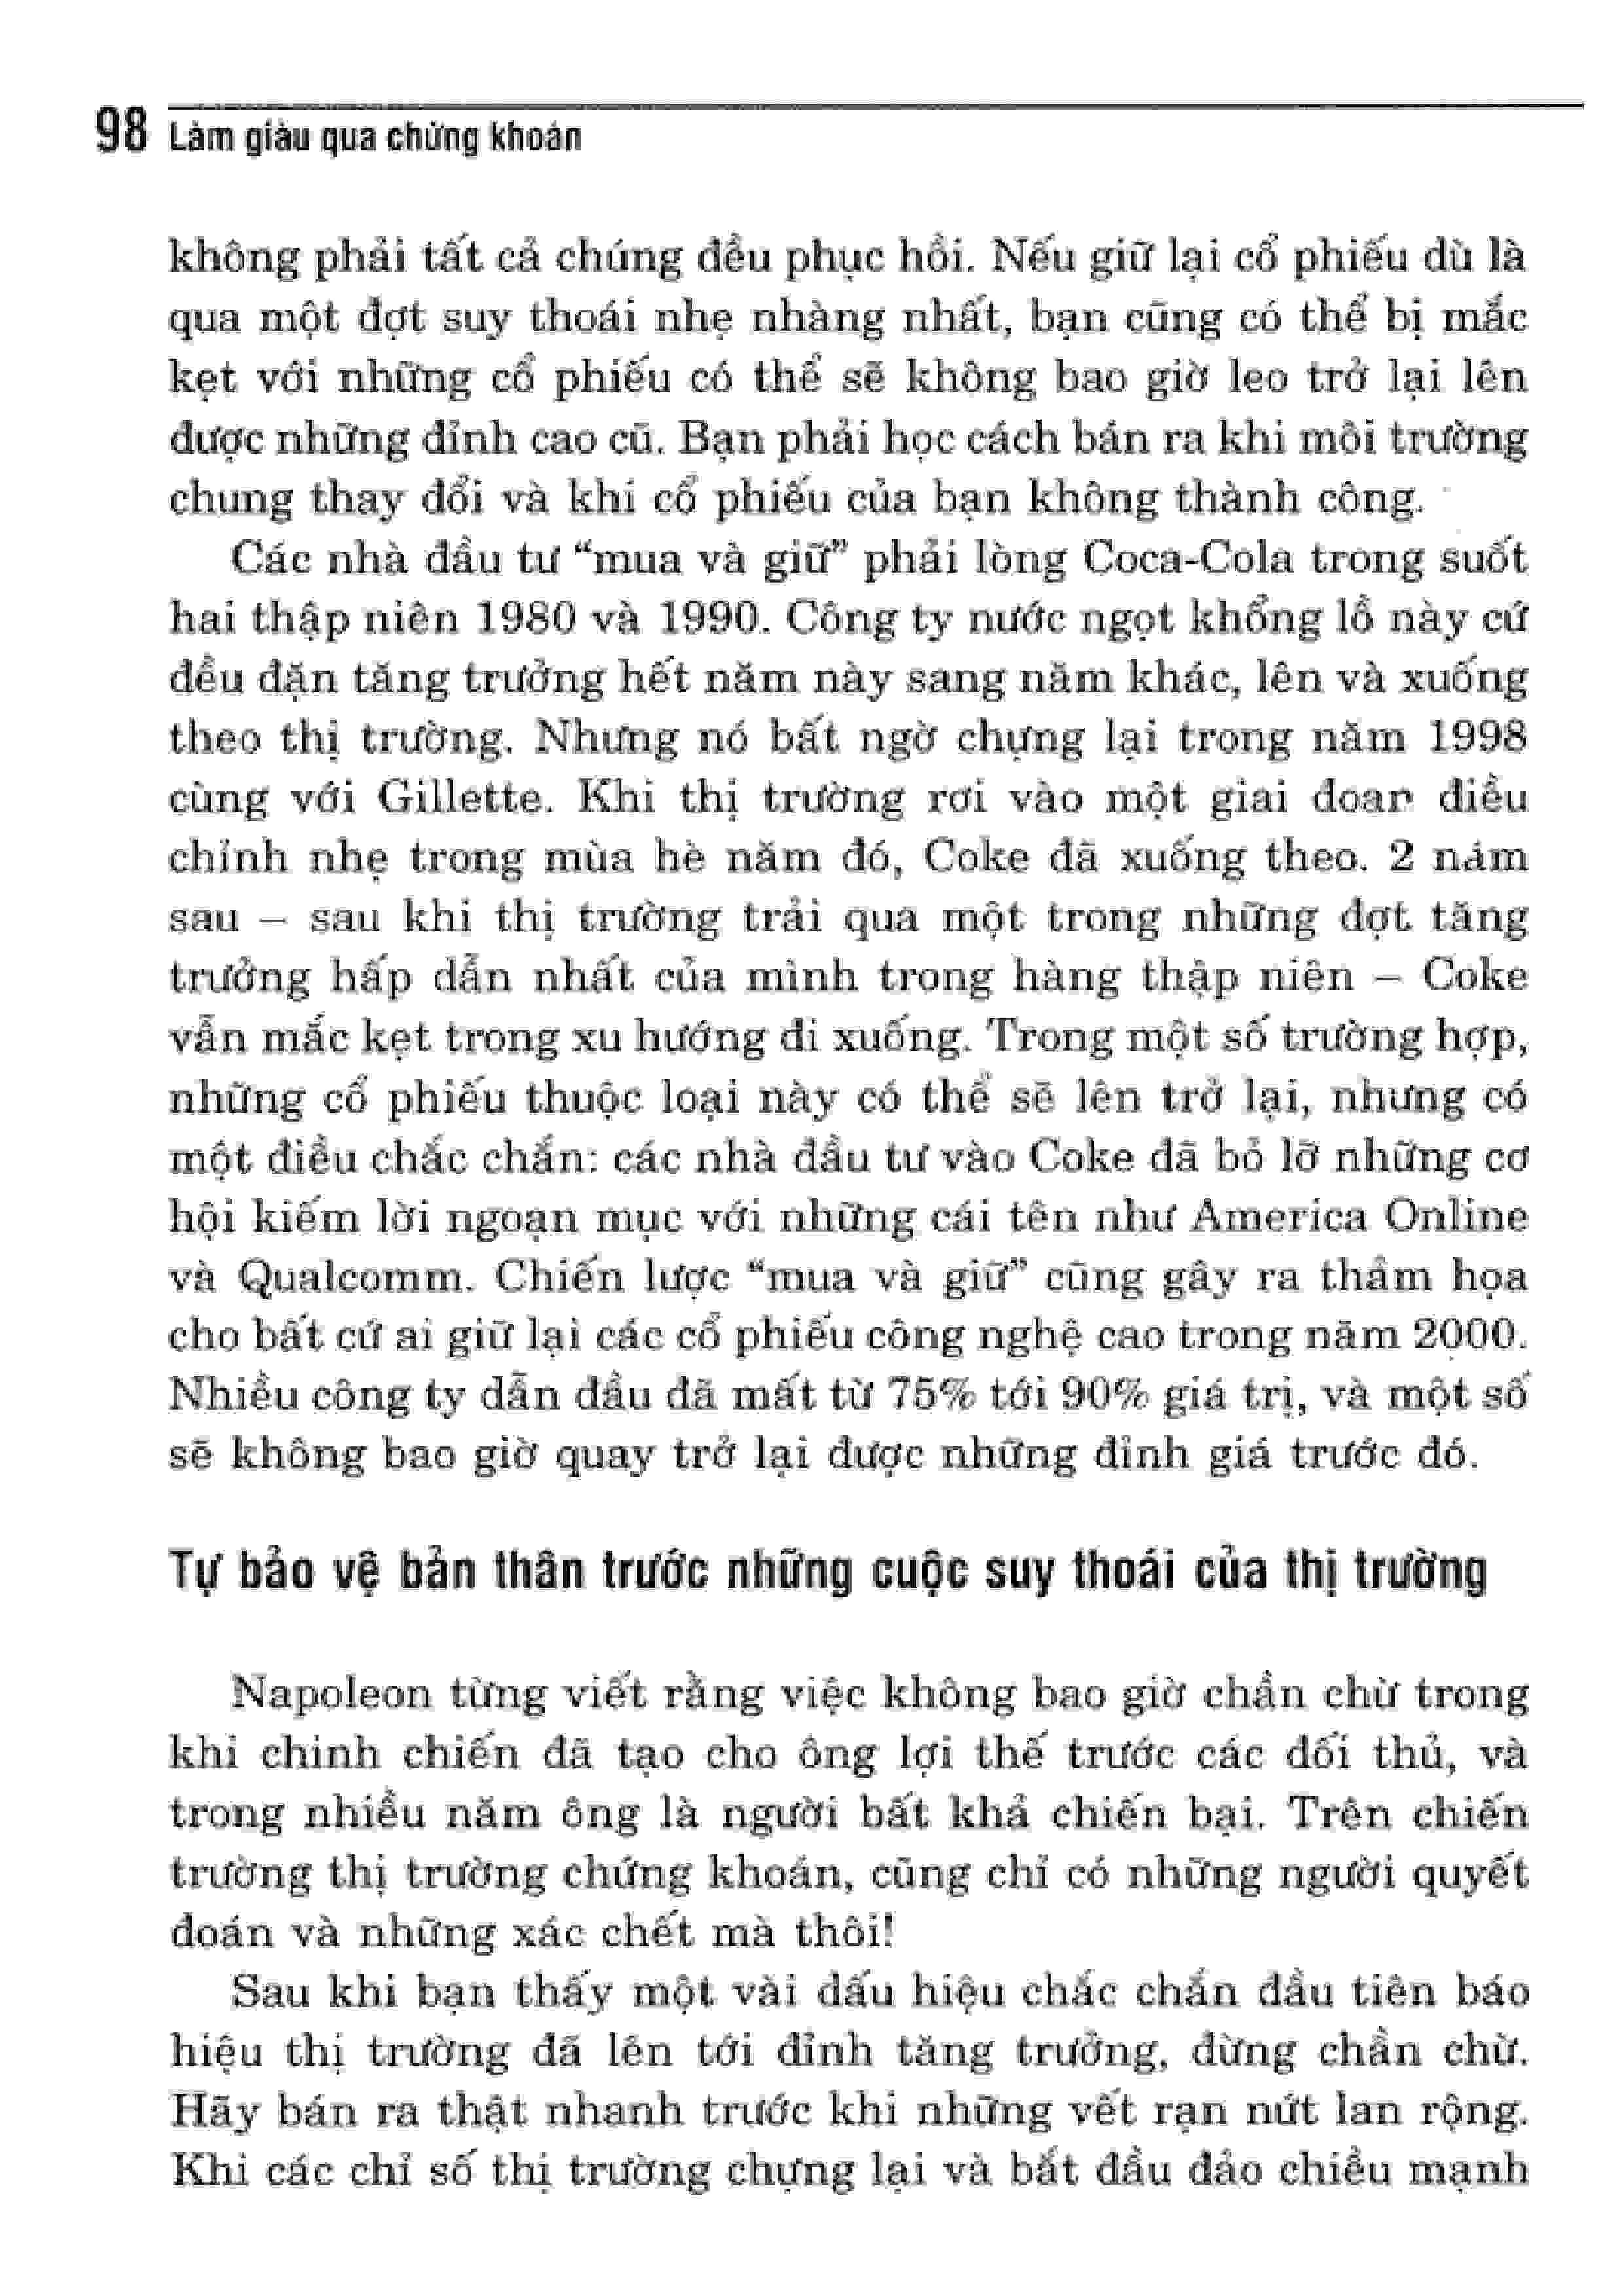 98 Làm giàu qua chứng khoán
không phải tất cả chúng đều phục hồi. Nếu giữ lại cổ phiếu dù là
qua một đợt suy thoái nhẹ nhàng nhất, bạn cũng có thể bị mắc
kẹt với những cổ phiếu có thể sẽ không bao giờ leo trở lại lên
được những đỉnh cao cũ. Bạn phải học cách bán ra khi môi trường
chung thay đổi và khi cổ phiếu của bạn không thành công.
Các nhà đầu tư “mua và giữ” phải lòng Coca-Cola trong suốt
hai thập niên 1980 và 1990. Công ty nước ngọt khổng lồ này cứ
đều đặn tăng trưởng hết năm này sang năm khác, lên và xuống
theo thị trường. Nhưng nó bất ngờ chựng lại trong năm 1998
cùng với Gillette. Khi thị trường rơi vào một giai đoạn điều
chỉnh nhẹ trong mùa hè năm đó, Coke đã xuống theo. 2 năm
sau – sau khi thị trường trải qua một trong những đợt tăng
trưởng hấp dẫn nhất của mình trong hàng thập niên – Coke
vẫn mắc kẹt trong xu hướng đi xuống. Trong một số trường hợp,
những cổ phiếu thuộc loại này có thể sẽ lên trở lại, nhưng có
một điều chắc chắn: các nhà đầu tư vào Coke đã bỏ lỡ những cơ
hội kiếm lời ngoạn mục với những cái tên như America Online
và Qualcomm. Chiến lược “mua và giữ” cũng gây ra thảm họa
cho bất cứ ai giữ lại các cổ phiếu công nghệ cao trong năm 2000.
Nhiều công ty dẫn đầu đã mất từ 75% tới 90% giá trị, và một số
sẽ không bao giờ quay trở lại được những đỉnh giá trước đó.
Tự bảo vệ bản thân trước những cuộc suy thoái của thị trường
Napoleon từng viết rằng việc không bao giờ chần chừ trong
khi chinh chiến đã tạo cho ông lợi thế trước các đối thủ, và
trong nhiều năm ông là người bất khả chiến bại. Trên chiến
trường thị trường chứng khoán, cũng chỉ có những người quyết
đoán và những xác chết mà thôi!
Sau khi bạn thấy một vài dấu hiệu chắc chắn đầu tiên báo
hiệu thị trường đã lên tới đỉnh tăng trưởng, đừng chần chừ.
Hãy bán ra thật nhanh trước khi những vết rạn nứt lan rộng.
Khi các chỉ số thị trường chựng lại và bắt đầu đảo chiều mạnh